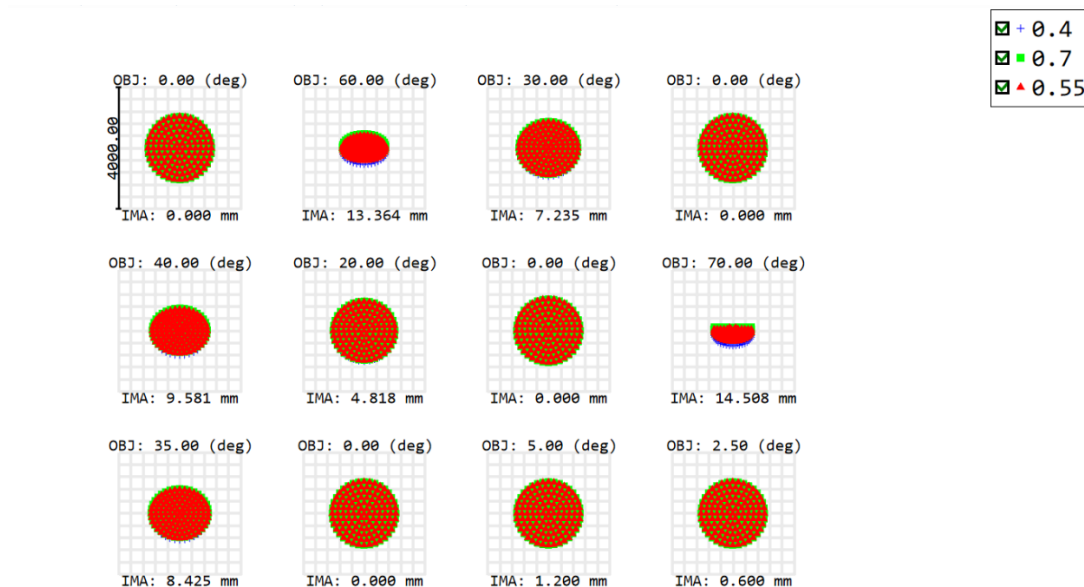 + 0.4
0.7
0.55
OBJ: 0.00 (deg) OBJ: 60.00 (deg) OBJ: 30.00 (deg) OBJ: 0.00 (deg)
4000.00
IMA: 0.000 mm IMA: 13.364 mm IMA: 7.235 mm IMA: 0.000 mm
OBJ: 40.00 (deg) OBJ: 20.00 (deg) OBJ: 0.00 (deg) OBJ: 70.00 (deg)
IMA: 9.581 mm IMA: 4.818 mm IMA: 0.000 mm IMA: 14.508 mm
OBJ: 35.00 (deg) OBJ: 0.00 (deg) OBJ: 5.00 (deg) OBJ: 2.50 (deg)
IMA: 8.425 mm IMA: 0.000 mm IMA: 1.200 mm IMA: 0.600 mm